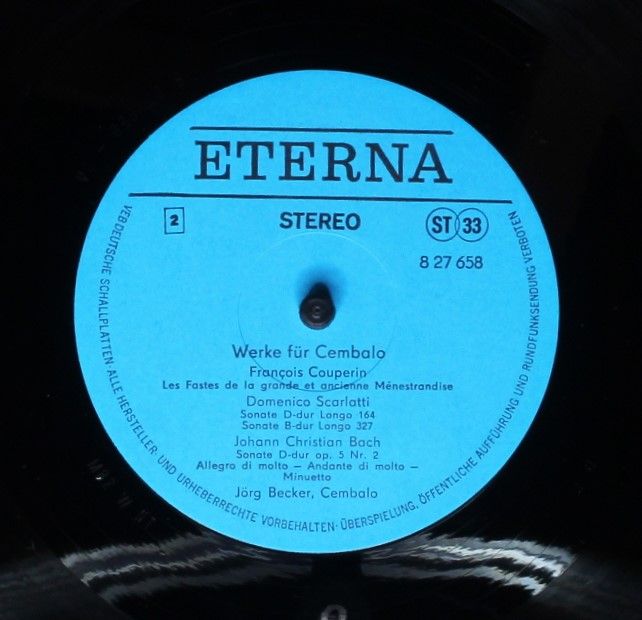 ETERNA
2
STEREO
ST 33
8 27 658
Werke für Cembalo
François Couperin
Les Fastes de la grande et ancienne Ménestrandise
Domenico Scarlatti
Sonate D-dur Longo 164
Sonate B-dur Longo 327
Johann Christian Bach
Sonate D-dur op. 5 Nr. 2
Allegro di molto – Andante di molto –
Minuetto
Jörg Becker, Cembalo
VEB DEUTSCHE SCHALLPLATTEN · ALLE HERSTELLER- UND URHEBERRECHTE VORBEHALTEN · ÜBERSPIELUNG, ÖFFENTLICHE AUFFÜHRUNG UND RUNDFUNKSENDUNG VERBOTEN